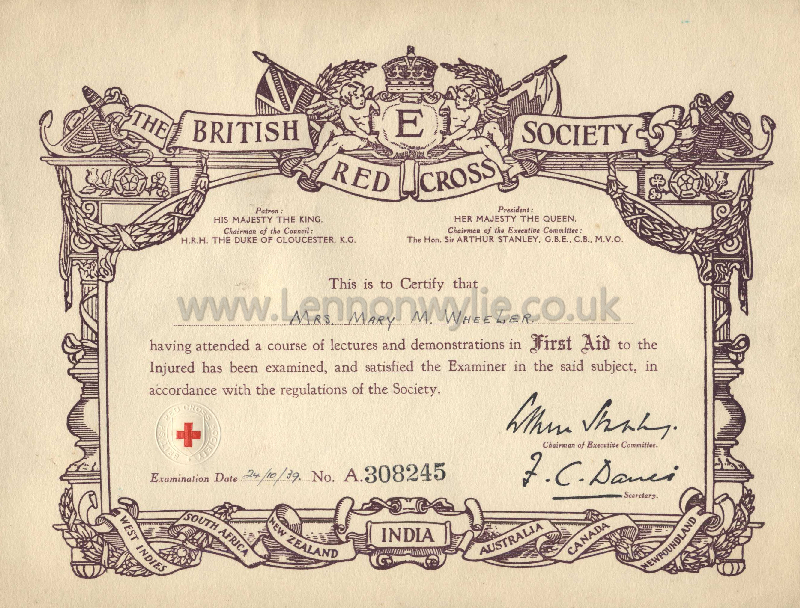 THE BRITISH RED CROSS SOCIETY
E
Patron:
HIS MAJESTY THE KING.
Chairman of the Council:
H.R.H. THE DUKE OF GLOUCESTER, K.G.
President:
HER MAJESTY THE QUEEN.
Chairman of the Executive Committee:
The Hon. Sir ARTHUR STANLEY, G.B.E., C.B., M.V.O.
This is to Certify that
www.Lennonwylie.co.uk
MRS. MARY M. WHEELER.
having attended a course of lectures and demonstrations in First Aid to the
Injured has been examined, and satisfied the Examiner in the said subject, in
accordance with the regulations of the Society.
Arthur Stanley.
Chairman of Executive Committee.
Examination Date 24/10/39. No. A.308245
F. C. Davies
Secretary.
WEST INDIES SOUTH AFRICA NEW ZEALAND INDIA AUSTRALIA CANADA NEWFOUNDLAND